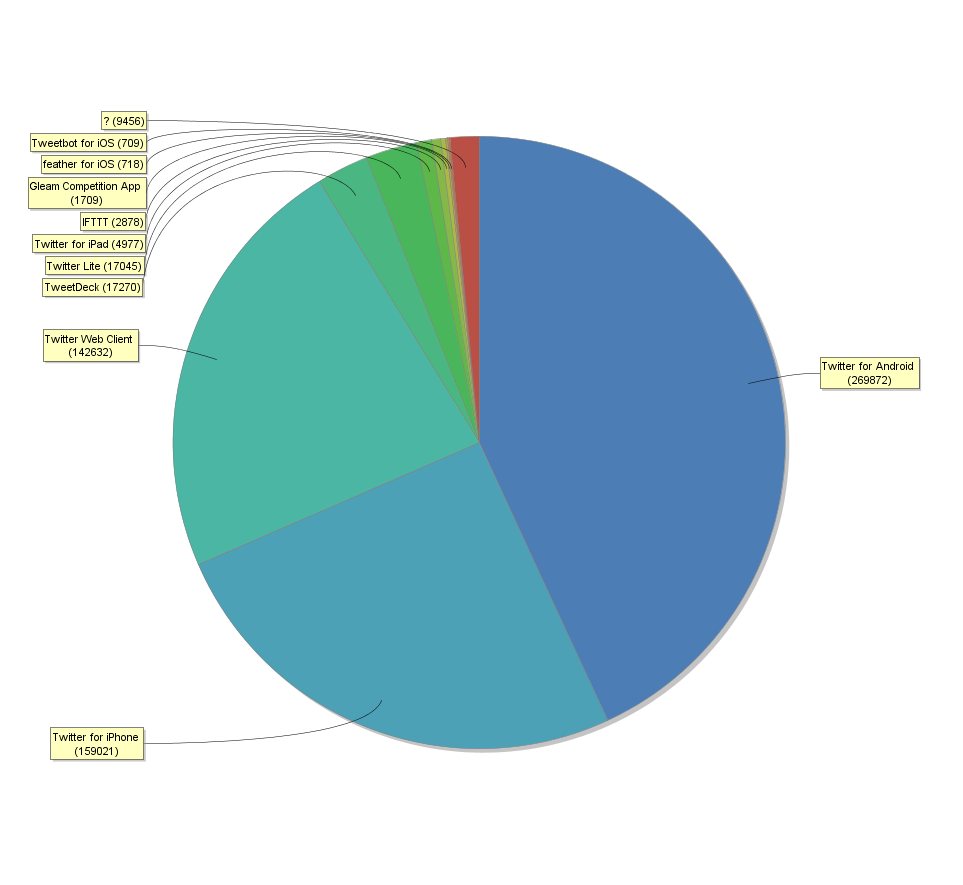 ? (9456)
Tweetbot for iOS (709)
feather for iOS (718)
Gleam Competition App
(1709)
IFTTT (2878)
Twitter for iPad (4977)
Twitter Lite (17045)
TweetDeck (17270)
Twitter Web Client
(142632)
Twitter for Android
(269872)
Twitter for iPhone
(159021)